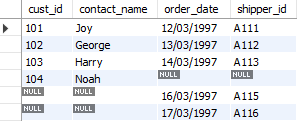 cust_id contact_name order_date shipper_id
101 Joy 12/03/1997 A111
102 George 13/03/1997 A112
103 Harry 14/03/1997 A113
104 Noah NULL NULL
NULL NULL 16/03/1997 A115
NULL NULL 17/03/1997 A116